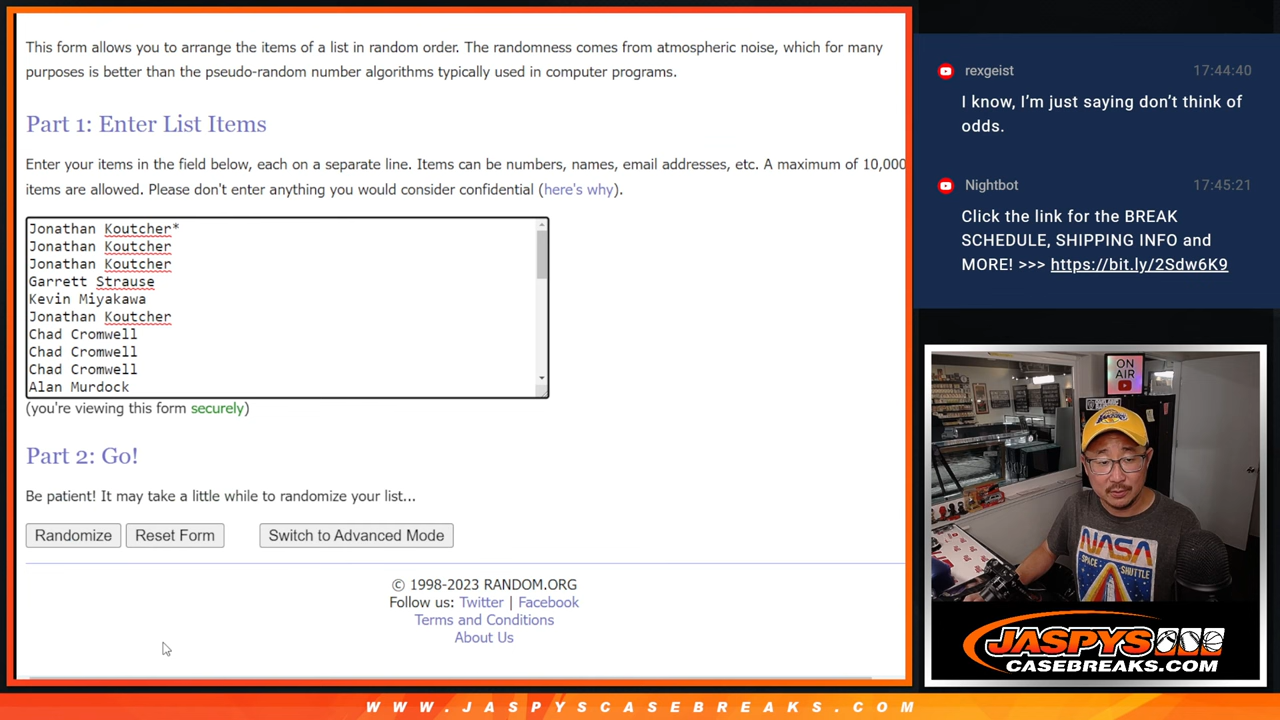 This form allows you to arrange the items of a list in random order. The randomness comes from atmospheric noise, which for many
purposes is better than the pseudo-random number algorithms typically used in computer programs.
Part 1: Enter List Items
Enter your items in the field below, each on a separate line. Items can be numbers, names, email addresses, etc. A maximum of 10,000
items are allowed. Please don't enter anything you would consider confidential (here's why).
Jonathan Koutcher*
Jonathan Koutcher
Jonathan Koutcher
Garrett Strause
Kevin Miyakawa
Jonathan Koutcher
Chad Cromwell
Chad Cromwell
Chad Cromwell
Alan Murdock
(you're viewing this form securely)
Part 2: Go!
Be patient! It may take a little while to randomize your list...
Randomize Reset Form Switch to Advanced Mode
© 1998-2023 RANDOM.ORG
Follow us: Twitter | Facebook
Terms and Conditions
About Us
rexgeist 17:44:40
I know, I’m just saying don’t think of
odds.
Nightbot 17:45:21
Click the link for the BREAK
SCHEDULE, SHIPPING INFO and
MORE! >>> https://bit.ly/2Sdw6K9
ON
AIR
NASA
SPACE SHUTTLE
JASPYS
CASEBREAKS.COM
WWW.JASPYSCASEBREAKS.COM